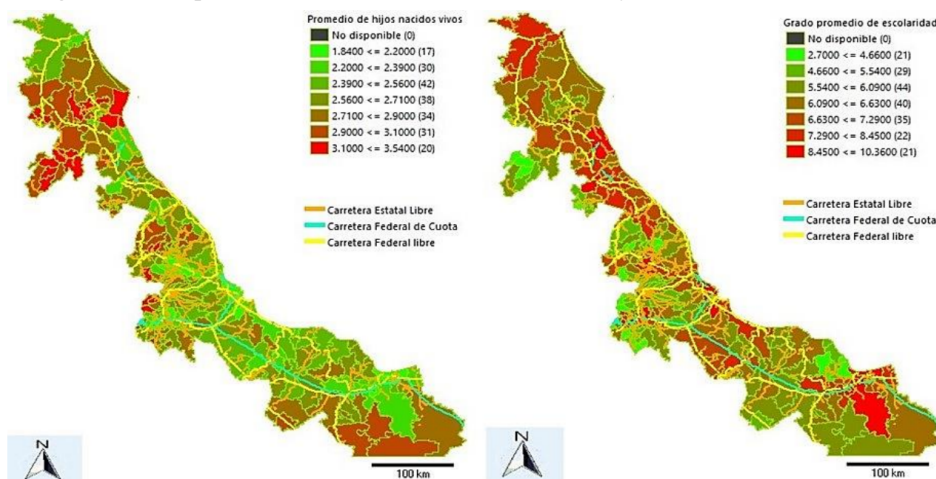 Promedio de hijos nacidos vivos
No disponible (0)
1.8400 <= 2.2000 (17)
2.2000 <= 2.3900 (30)
2.3900 <= 2.5600 (42)
2.5600 <= 2.7100 (38)
2.7100 <= 2.9000 (34)
2.9000 <= 3.1000 (31)
3.1000 <= 3.5400 (20)
Carretera Estatal Libre
Carretera Federal de Cuota
Carretera Federal libre
N
100 km
Grado promedio de escolaridad
No disponible (0)
2.7000 <= 4.6600 (21)
4.6600 <= 5.5400 (29)
5.5400 <= 6.0900 (44)
6.0900 <= 6.6300 (40)
6.6300 <= 7.2900 (35)
7.2900 <= 8.4500 (22)
8.4500 <= 10.3600 (21)
Carretera Estatal Libre
Carretera Federal de Cuota
Carretera Federal libre
N
100 km